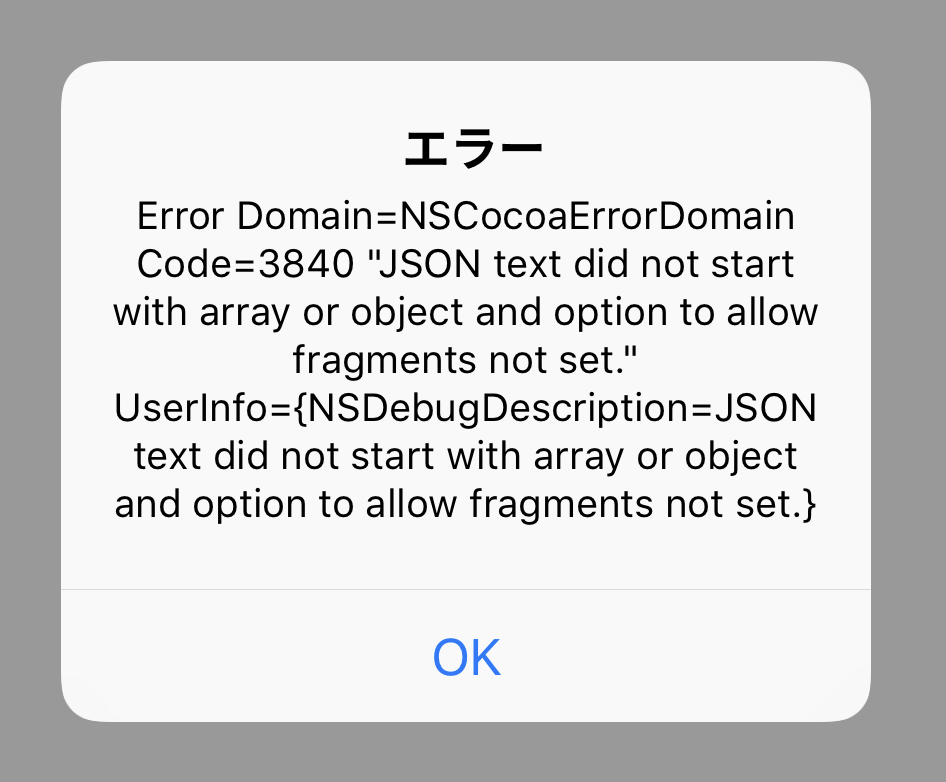 エラー
Error Domain=NSCocoaErrorDomain
Code=3840 "JSON text did not start
with array or object and option to allow
fragments not set."
UserInfo={NSDebugDescription=JSON
text did not start with array or object
and option to allow fragments not set.}
OK